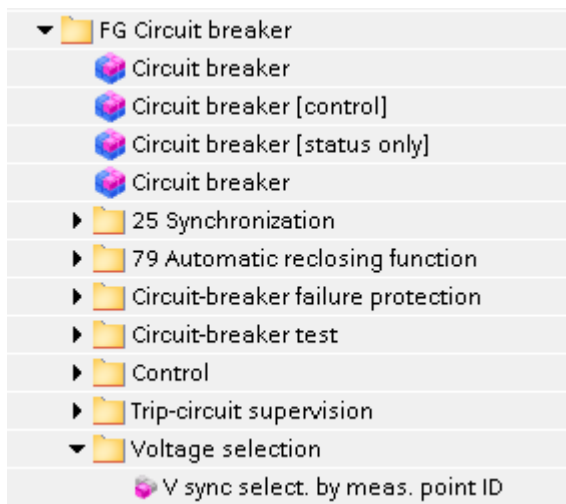 FG Circuit breaker
Circuit breaker
Circuit breaker [control]
Circuit breaker [status only]
Circuit breaker
25 Synchronization
79 Automatic reclosing function
Circuit-breaker failure protection
Circuit-breaker test
Control
Trip-circuit supervision
Voltage selection
V sync select. by meas. point ID